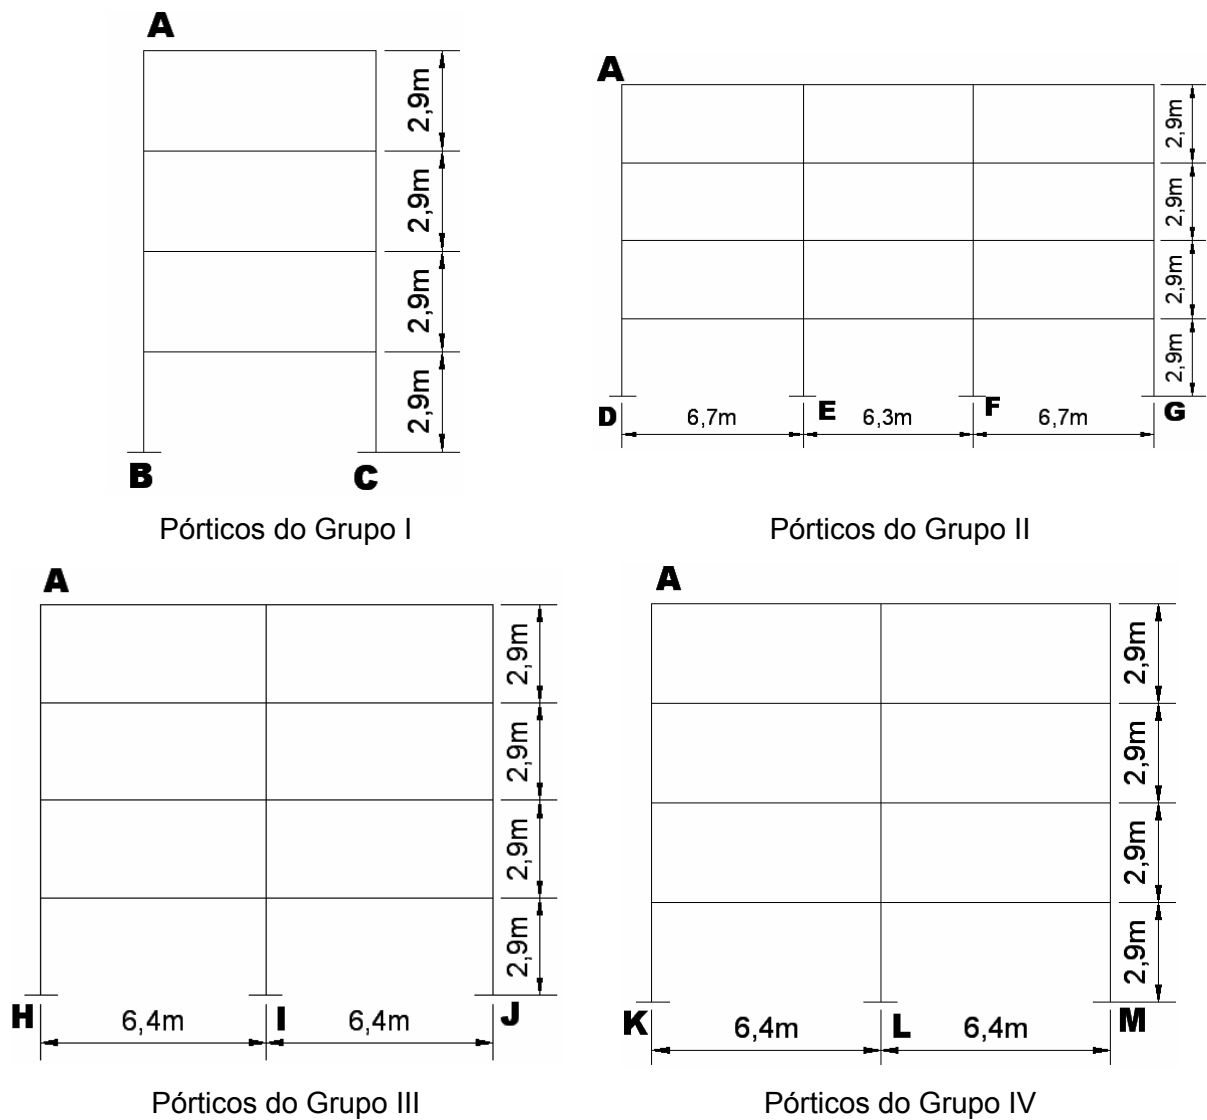 A
2,9m
2,9m
2,9m
2,9m
B C
Pórticos do Grupo I
A
2,9m
2,9m
2,9m
2,9m
D E F G
6,7m 6,3m 6,7m
Pórticos do Grupo II
A
2,9m
2,9m
2,9m
2,9m
H I J
6,4m 6,4m
Pórticos do Grupo III
A
2,9m
2,9m
2,9m
2,9m
K L M
6,4m 6,4m
Pórticos do Grupo IV